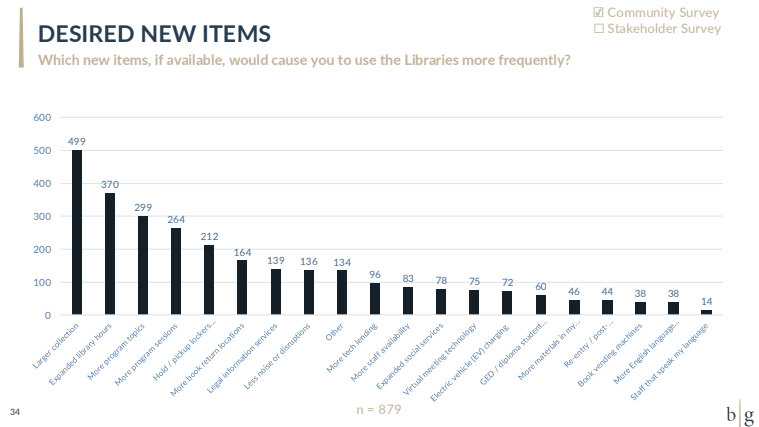 DESIRED NEW ITEMS
☑ Community Survey
☐ Stakeholder Survey
Which new items, if available, would cause you to use the Libraries more frequently?
600
500
400
300
200
100
0
499
370
299
264
212
164
139
136
134
96
83
78
75
72
60
46
44
38
38
14
Larger collection
Expanded library hours
More program topics
More program sessions
Hold / pickup lockers...
More book return locations
Legal information services
Less noise or disruptions
Other
More tech lending
More staff availability
Expanded social services
Virtual meeting technology
Electric vehicle (EV) charging
GED / diploma student...
More materials in my...
Re-entry / post-...
Book vending machines
More English language...
Staff that speak my language
n = 879
34
b|g